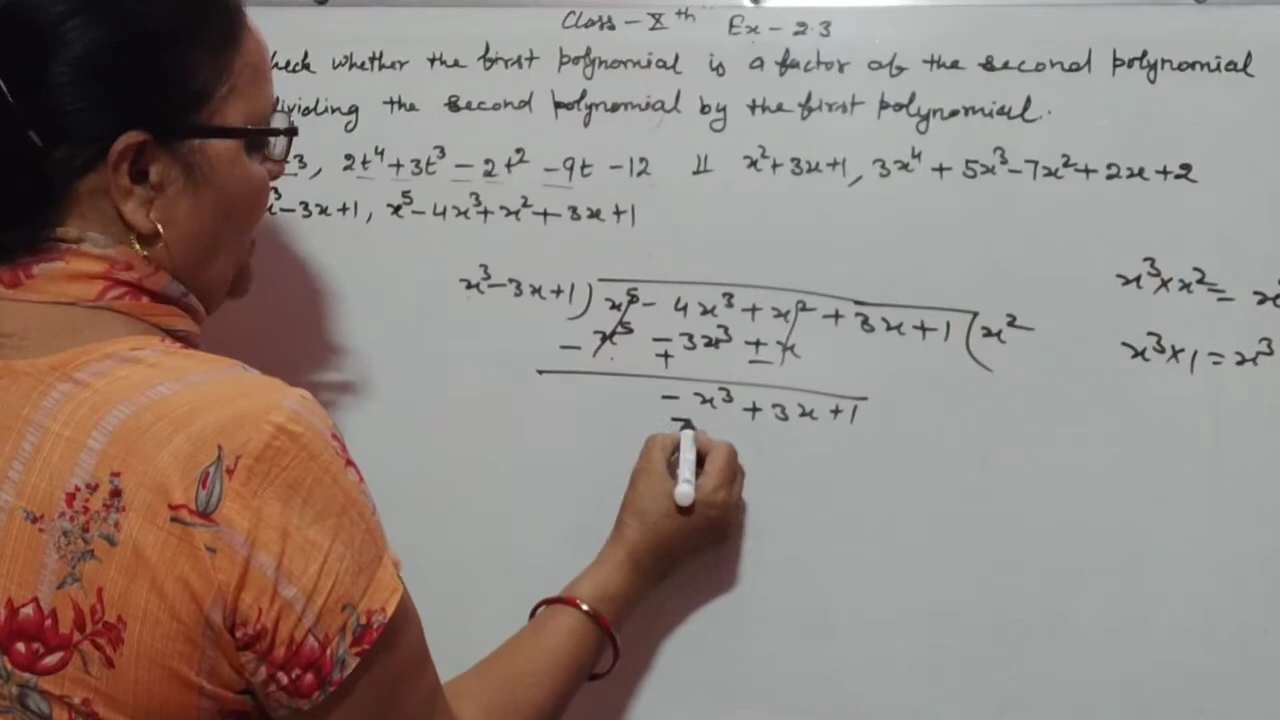 Class - Xth Ex - 2.3
heck whether the first polynomial is a factor of the second polynomial
dividing the second polynomial by the first polynomial.
-3, 2t⁴ + 3t³ - 2t² - 9t - 12 II x² + 3x + 1, 3x⁴ + 5x³ - 7x² + 2x + 2
x³ - 3x + 1, x⁵ - 4x³ + x² + 3x + 1
x³ - 3x + 1 ) x⁵ - 4x³ + x² + 3x + 1 ( x²
- x⁵ - 3x³ + x
+ -
- x³ + 3x + 1
x³ × x² = x
x³ × 1 = x³